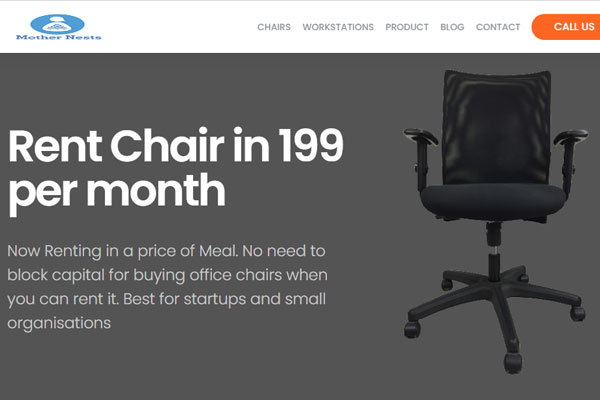 Mother Nests
CHAIRS WORKSTATIONS PRODUCT BLOG CONTACT CALL US
Rent Chair in 199
per month
Now Renting in a price of Meal. No need to
block capital for buying office chairs when
you can rent it. Best for startups and small
organisations